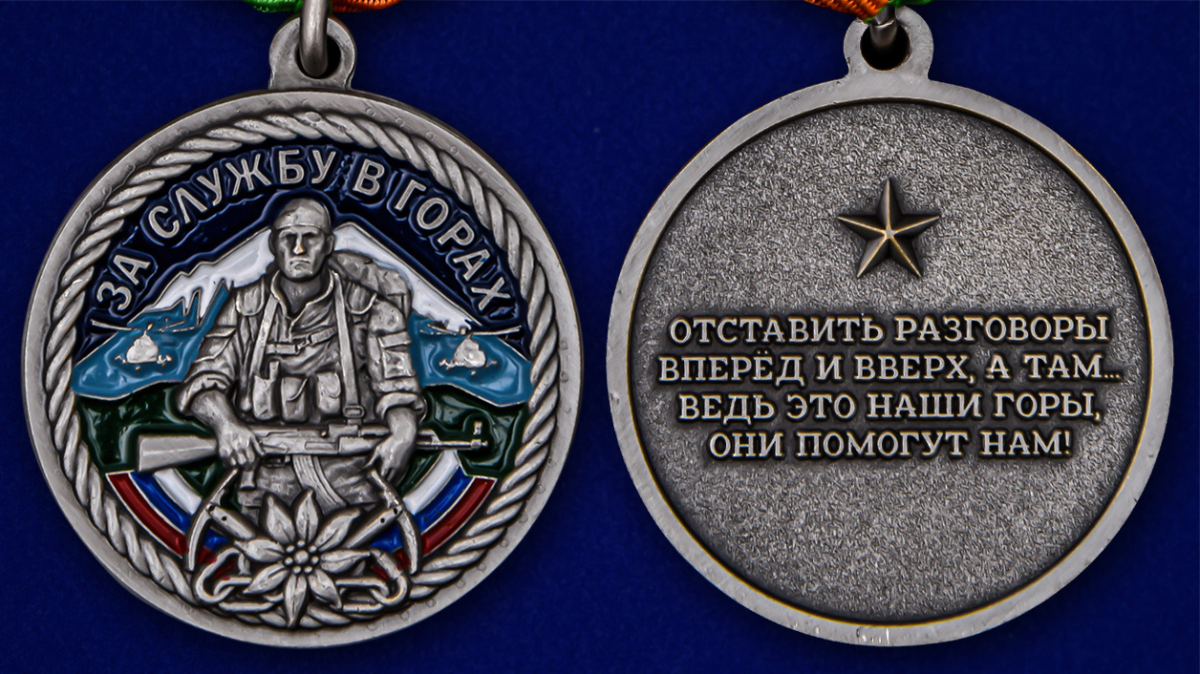 ЗА СЛУЖБУ В ГОРАХ
ОТСТАВИТЬ РАЗГОВОРЫ
ВПЕРЁД И ВВЕРХ, А ТАМ...
ВЕДЬ ЭТО НАШИ ГОРЫ,
ОНИ ПОМОГУТ НАМ!